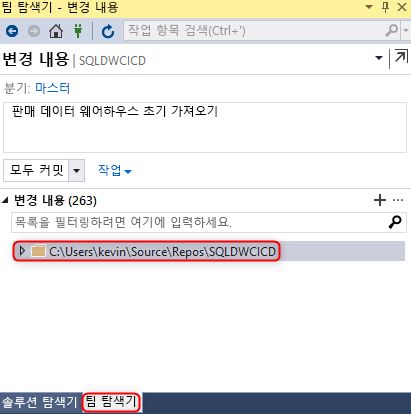 팀 탐색기 - 변경 내용
작업 항목 검색(Ctrl+')
변경 내용 | SQLDWCICD
분기: 마스터
판매 데이터 웨어하우스 초기 가져오기
모두 커밋 작업
변경 내용 (263)
목록을 필터링하려면 여기에 입력하세요.
C:\Users\kevin\Source\Repos\SQLDWCICD
솔루션 탐색기 팀 탐색기